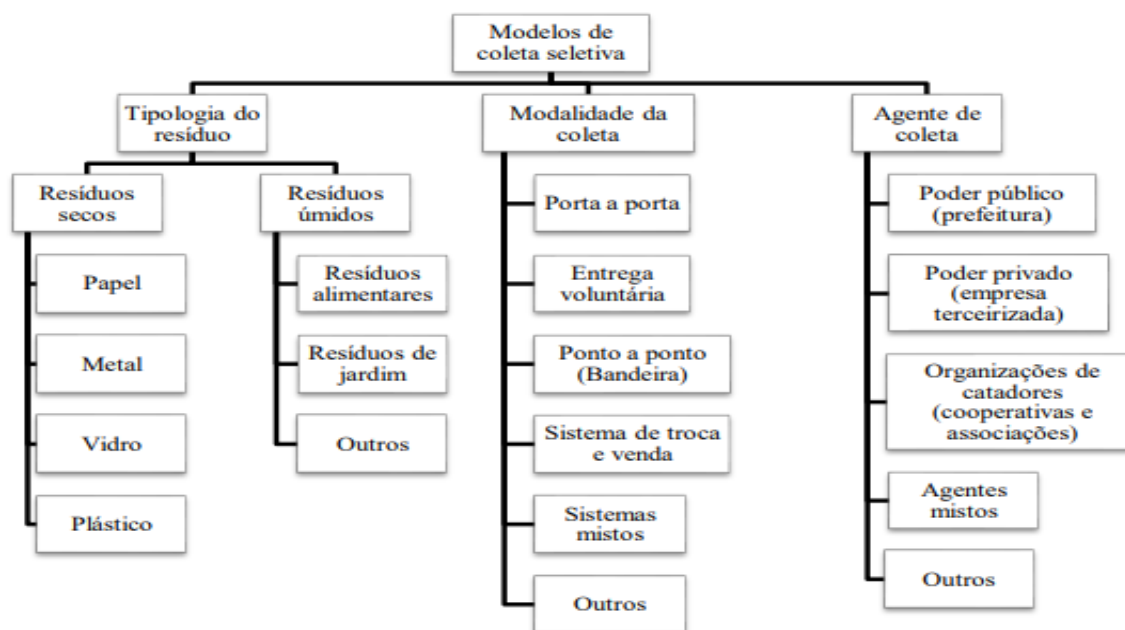 Modelos de
coleta seletiva
Tipologia do
resíduo
Resíduos
secos
Papel
Metal
Vidro
Plástico
Resíduos
úmidos
Resíduos
alimentares
Resíduos de
jardim
Outros
Modalidade da
coleta
Porta a porta
Entrega
voluntária
Ponto a ponto
(Bandeira)
Sistema de troca
e venda
Sistemas
mistos
Outros
Agente de
coleta
Poder público
(prefeitura)
Poder privado
(empresa
terceirizada)
Organizações de
catadores
(cooperativas e
associações)
Agentes
mistos
Outros